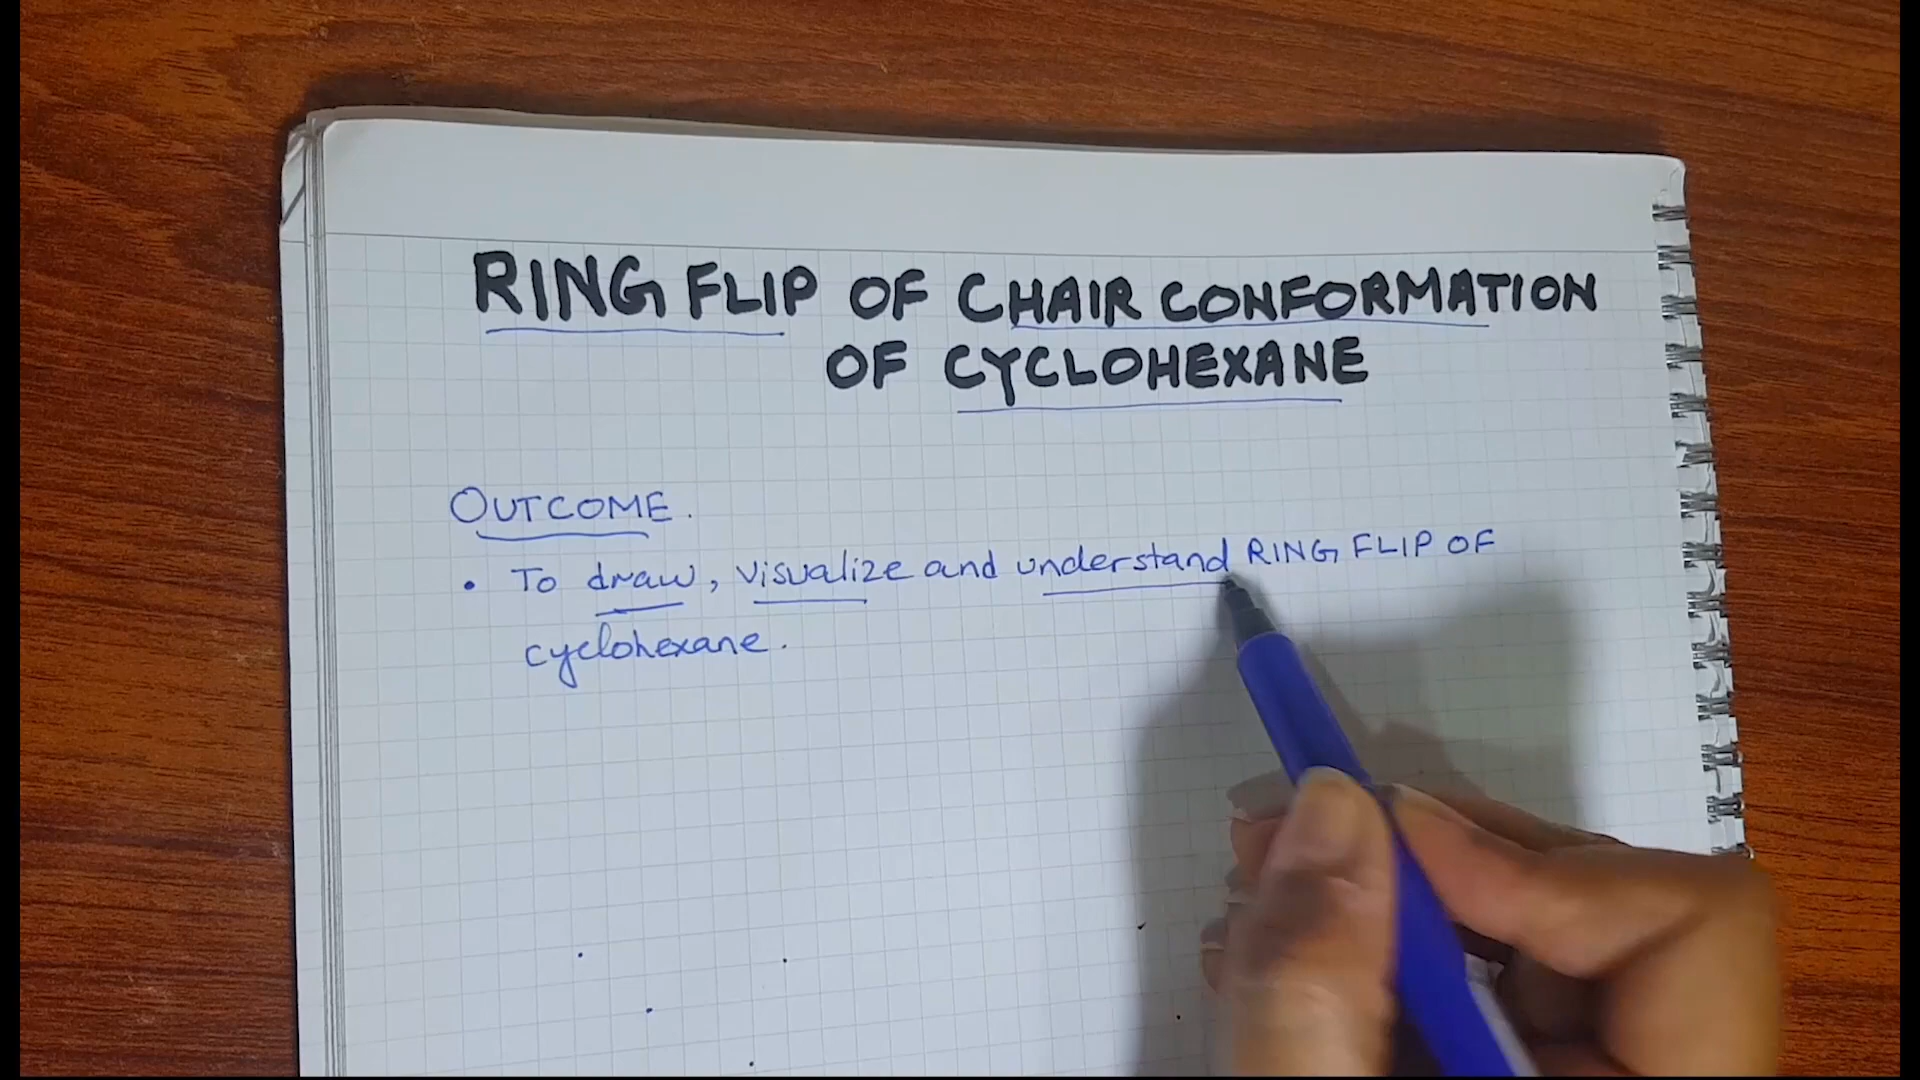 RING FLIP OF CHAIR CONFORMATION
OF CYCLOHEXANE
OUTCOME.
• To draw, visualize and understand RING FLIP OF
cyclohexane.